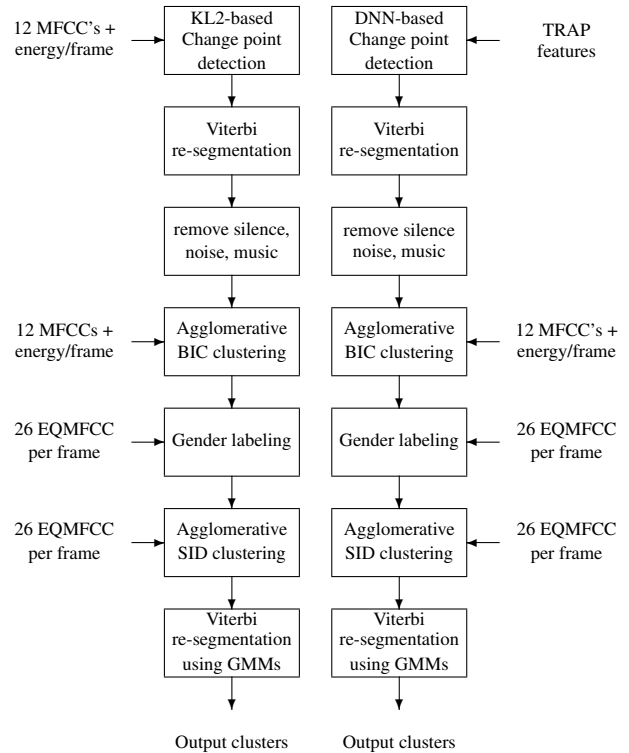 12 MFCC's +
energy/frame
KL2-based
Change point
detection
DNN-based
Change point
detection
TRAP
features
Viterbi
re-segmentation
Viterbi
re-segmentation
remove silence,
noise, music
remove silence
noise, music
12 MFCCs +
energy/frame
Agglomerative
BIC clustering
Agglomerative
BIC clustering
12 MFCC's +
energy/frame
26 EQMFCC
per frame
Gender labeling
Gender labeling
26 EQMFCC
per frame
26 EQMFCC
per frame
Agglomerative
SID clustering
Agglomerative
SID clustering
26 EQMFCC
per frame
Viterbi
re-segmentation
using GMMs
Viterbi
re-segmentation
using GMMs
Output clusters
Output clusters